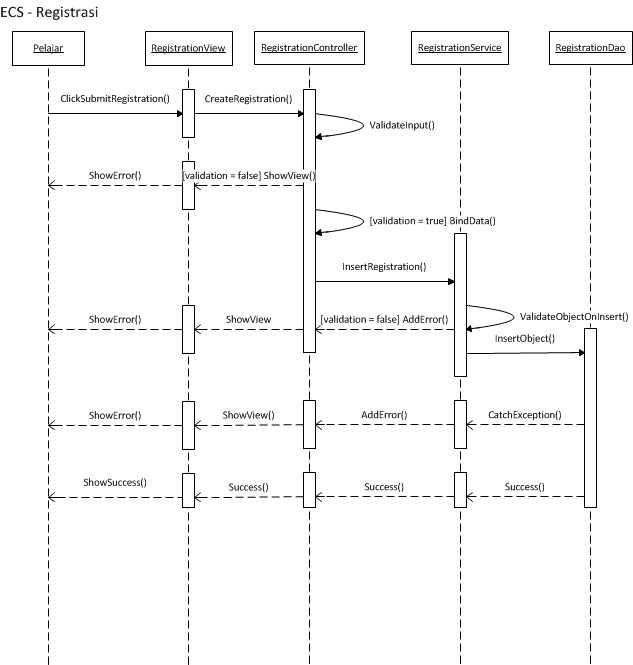 ECS - Registrasi
Pelajar
RegistrationView
RegistrationController
RegistrationService
RegistrationDao
ClickSubmitRegistration()
CreateRegistration()
ValidateInput()
ShowError()
[validation = false] ShowView()
[validation = true] BindData()
InsertRegistration()
ValidateObjectOnInsert()
ShowError()
ShowView
[validation = false] AddError()
InsertObject()
ShowError()
ShowView()
AddError()
CatchException()
ShowSuccess()
Success()
Success()
Success()